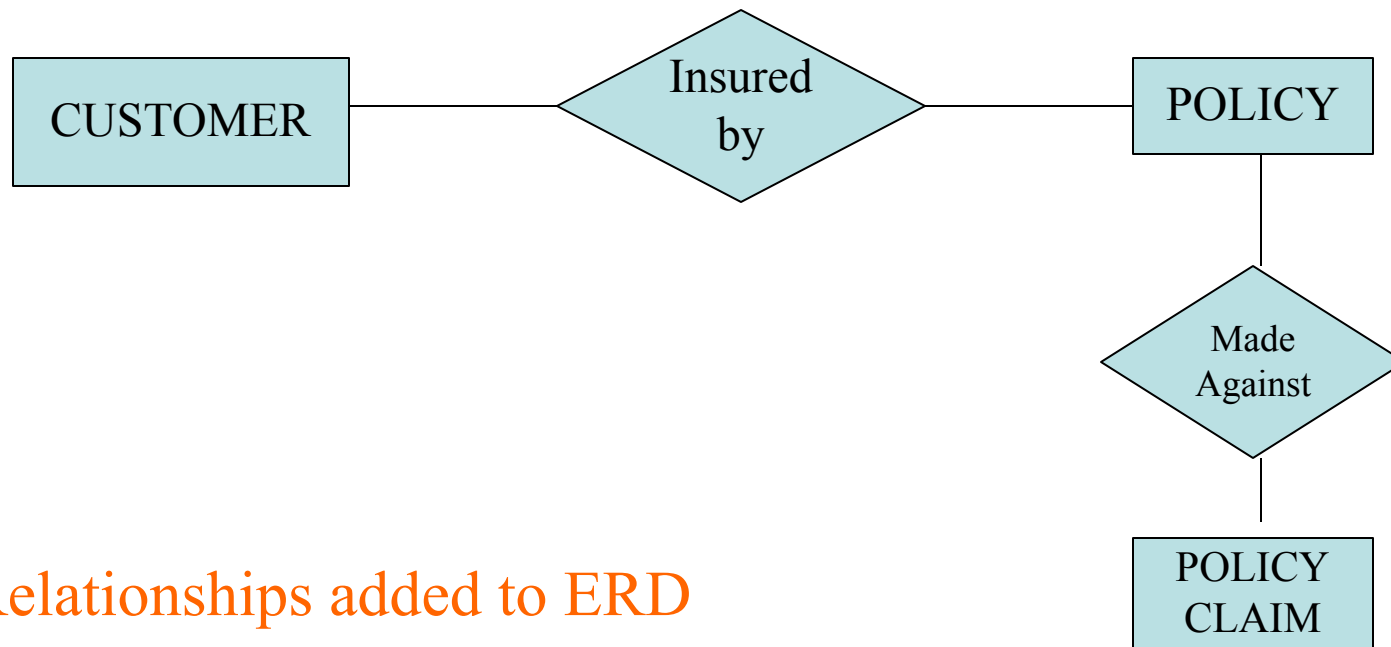 CUSTOMER
Insured
by
POLICY
Made
Against
POLICY
CLAIM
elationships added to ERD